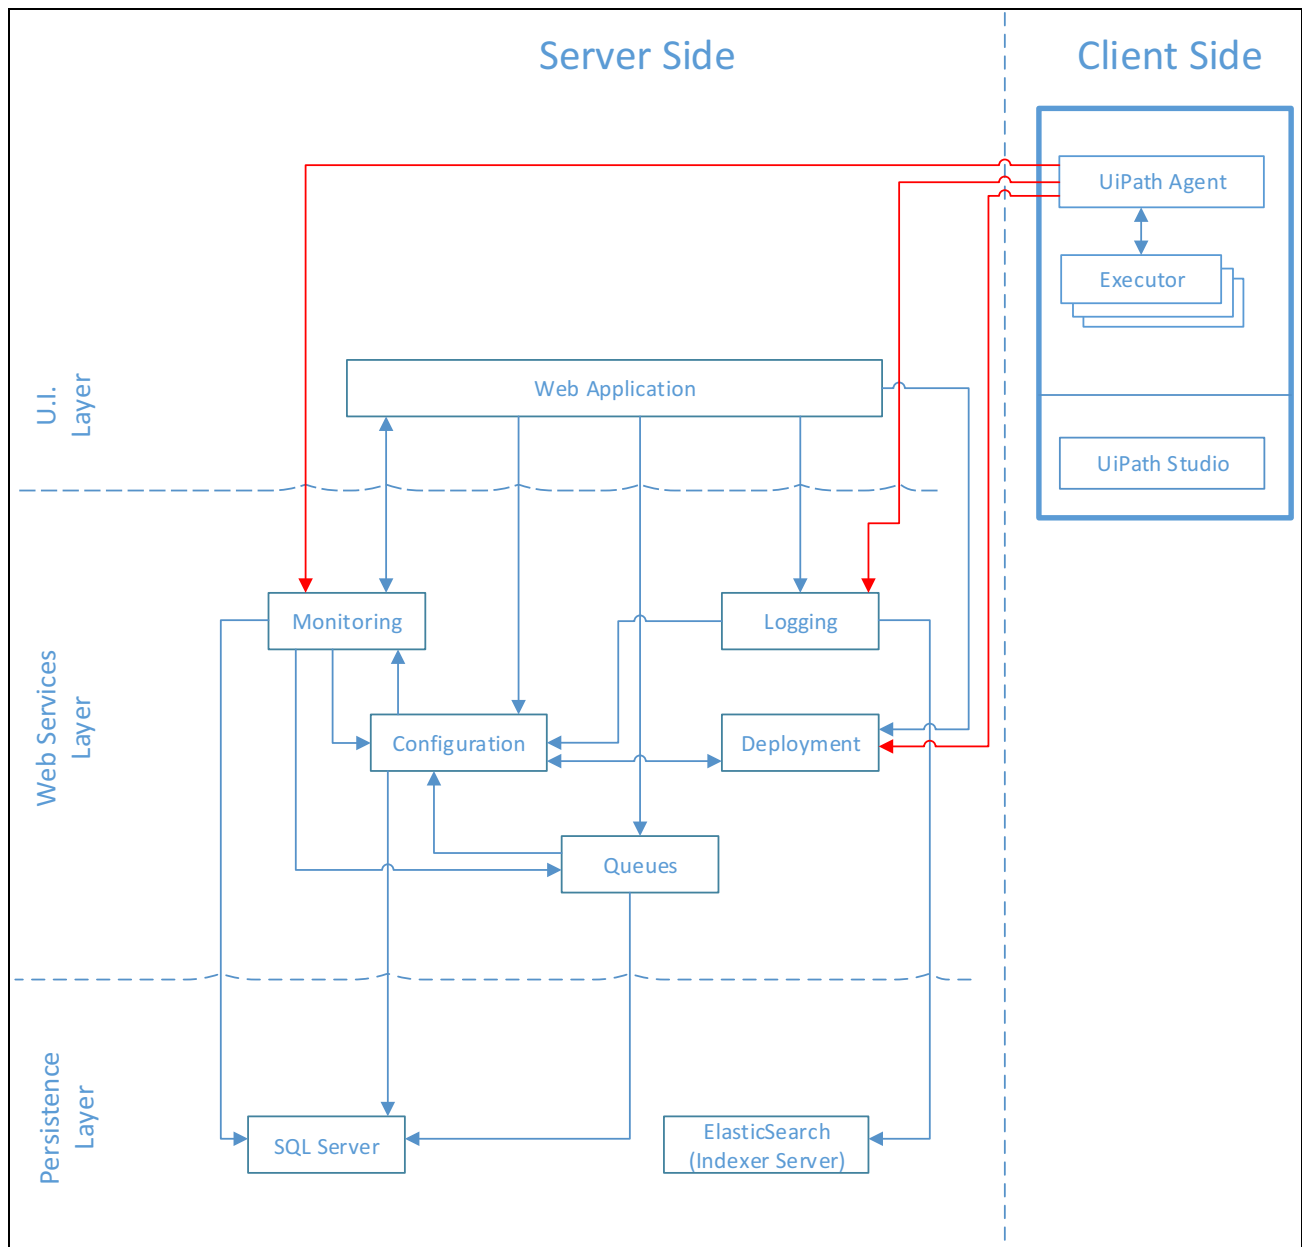 Server Side
Client Side
UiPath Agent
Executor
U.I.
Layer
Web Application
UiPath Studio
Web Services
Layer
Monitoring
Logging
Configuration
Deployment
Queues
Persistence
Layer
SQL Server
ElasticSearch
(Indexer Server)